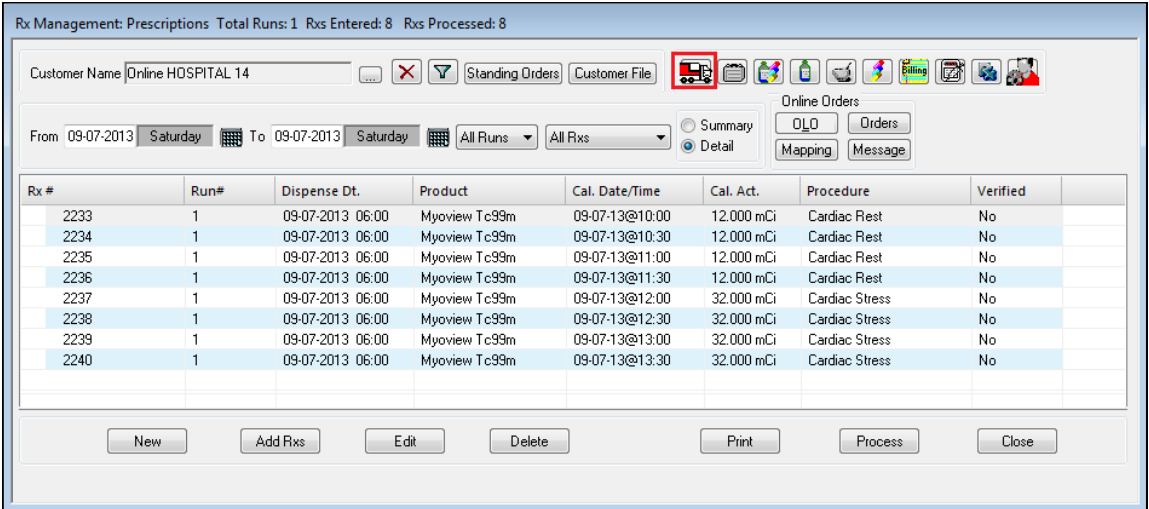 Rx Management: Prescriptions Total Runs: 1 Rxs Entered: 8 Rxs Processed: 8
Customer Name Online HOSPITAL 14 ... Standing Orders Customer File Billing
From 09-07-2013 Saturday To 09-07-2013 Saturday All Runs All Rxs
Summary
Detail
Online Orders
OLO Orders
Mapping Message
Rx # Run# Dispense Dt. Product Cal. Date/Time Cal. Act. Procedure Verified
2233 1 09-07-2013 06:00 Myoview Tc99m 09-07-13@10:00 12.000 mCi Cardiac Rest No
2234 1 09-07-2013 06:00 Myoview Tc99m 09-07-13@10:30 12.000 mCi Cardiac Rest No
2235 1 09-07-2013 06:00 Myoview Tc99m 09-07-13@11:00 12.000 mCi Cardiac Rest No
2236 1 09-07-2013 06:00 Myoview Tc99m 09-07-13@11:30 12.000 mCi Cardiac Rest No
2237 1 09-07-2013 06:00 Myoview Tc99m 09-07-13@12:00 32.000 mCi Cardiac Stress No
2238 1 09-07-2013 06:00 Myoview Tc99m 09-07-13@12:30 32.000 mCi Cardiac Stress No
2239 1 09-07-2013 06:00 Myoview Tc99m 09-07-13@13:00 32.000 mCi Cardiac Stress No
2240 1 09-07-2013 06:00 Myoview Tc99m 09-07-13@13:30 32.000 mCi Cardiac Stress No
New Add Rxs Edit Delete Print Process Close